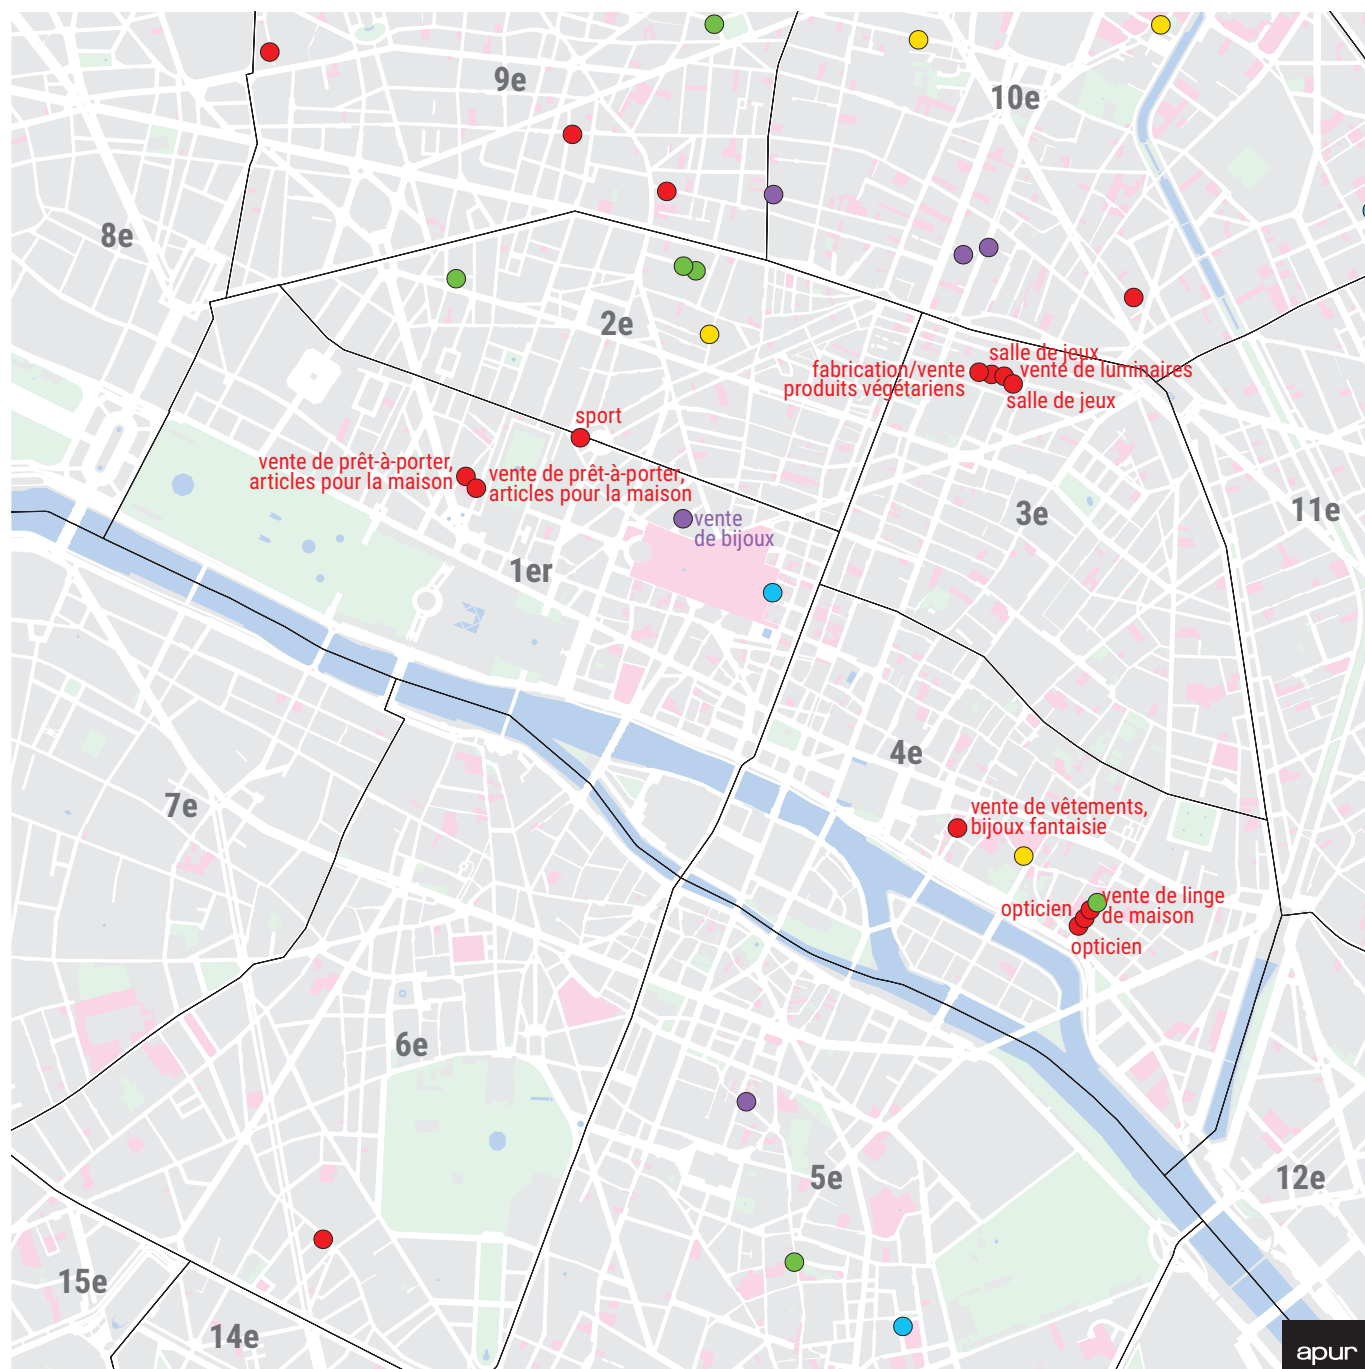 9e
10e
8e
2e
salle de jeux
fabrication/vente
produits végétariens
vente de luminaires
salle de jeux
sport
vente de prêt-à-porter,
articles pour la maison
vente de prêt-à-porter,
articles pour la maison
3e
11e
vente
de bijoux
1er
4e
7e
vente de vêtements,
bijoux fantaisie
vente de linge
de maison
opticien
opticien
6e
5e
12e
15e
14e
apur